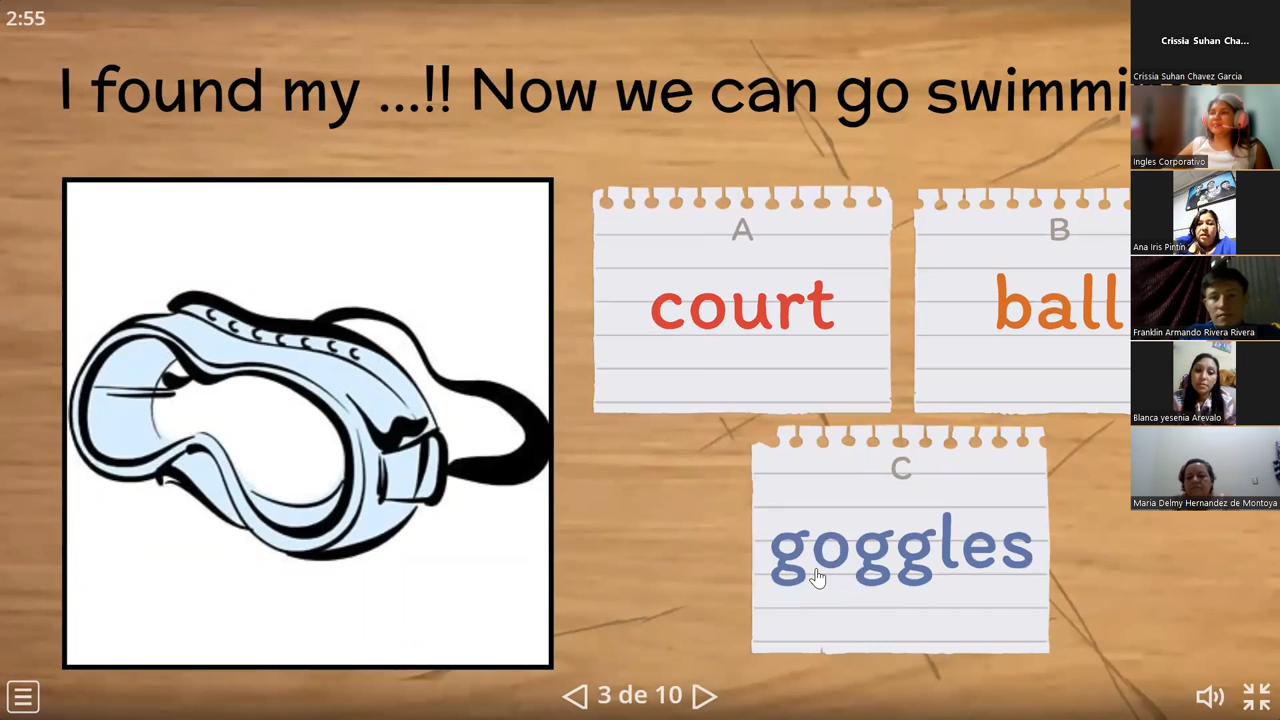 2:55
I found my ...!! Now we can go swimmi
A
court
B
ball
C
goggles
3 de 10
Crissia Suhan Cha...
Crissia Suhan Chavez Garcia
Ingles Corporativo
Ana Iris Pintin
Franklin Armando Rivera Rivera
Blanca yesenia Arevalo
Maria Delmy Hernandez de Montoya